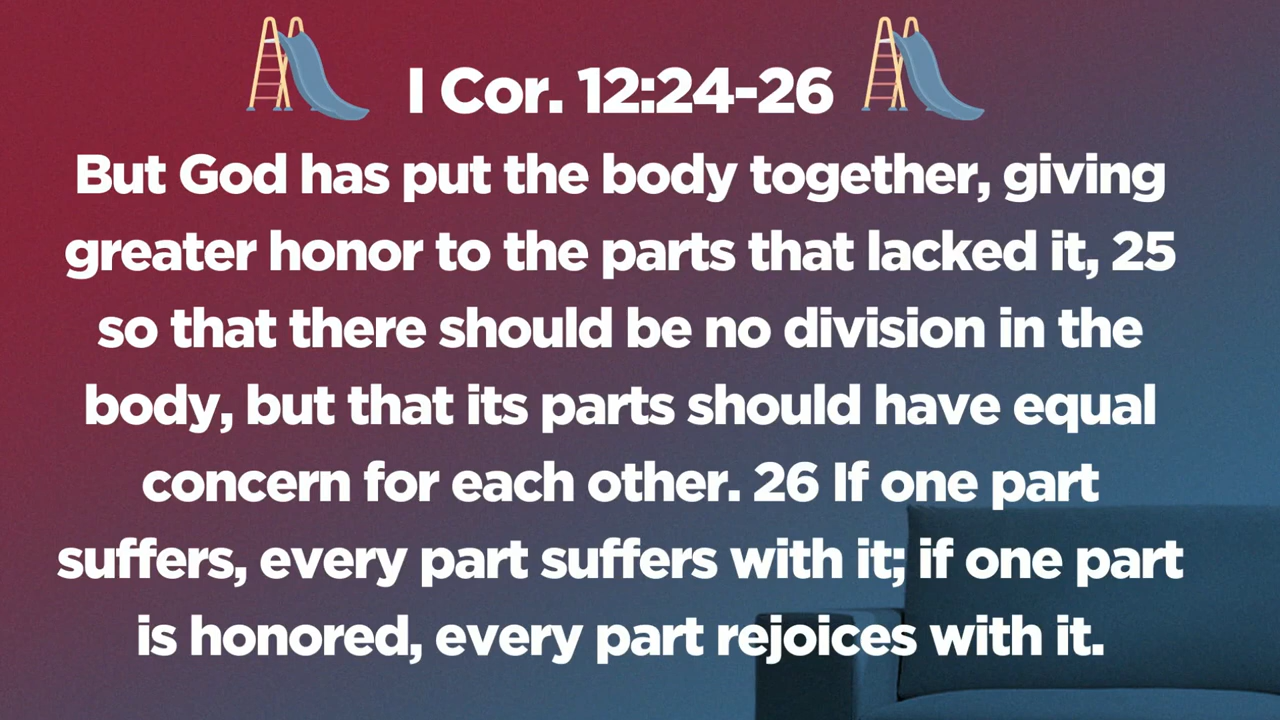 I Cor. 12:24-26
But God has put the body together, giving
greater honor to the parts that lacked it, 25
so that there should be no division in the
body, but that its parts should have equal
concern for each other. 26 If one part
suffers, every part suffers with it; if one part
is honored, every part rejoices with it.